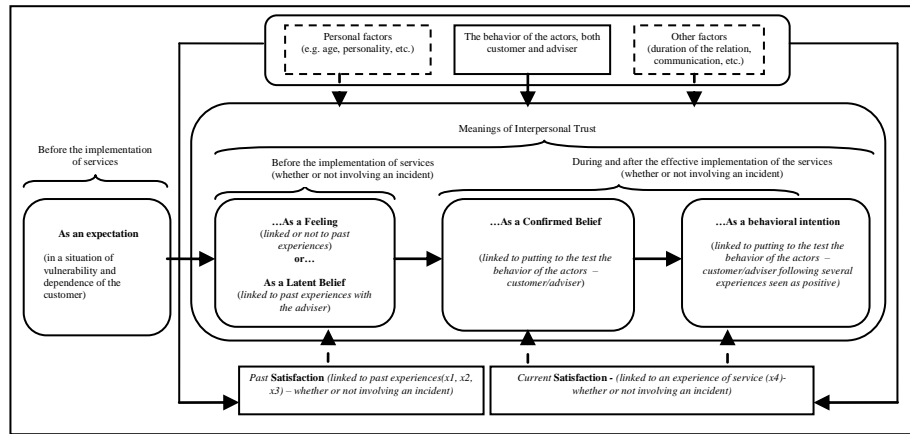 Personal factors
(e.g. age, personality, etc.)
The behavior of the actors, both
customer and adviser
Other factors
(duration of the relation,
communication, etc.)
Meanings of Interpersonal Trust
Before the implementation
of services
Before the implementation of services
(whether or not involving an incident)
During and after the effective implementation of the services
(whether or not involving an incident)
As an expectation
(in a situation of
vulnerability and
dependence of the
customer)
…As a Feeling
(linked or not to past
experiences)
or…
As a Latent Belief
(linked to past experiences with
the adviser)
…As a Confirmed Belief
(linked to putting to the test the
behavior of the actors –
customer/adviser)
…As a behavioral intention
(linked to putting to the test the
behavior of the actors –
customer/adviser following several
experiences seen as positive)
Past Satisfaction (linked to past experiences(x1, x2,
x3) – whether or not involving an incident)
Current Satisfaction - (linked to an experience of service (x4)-
whether or not involving an incident)